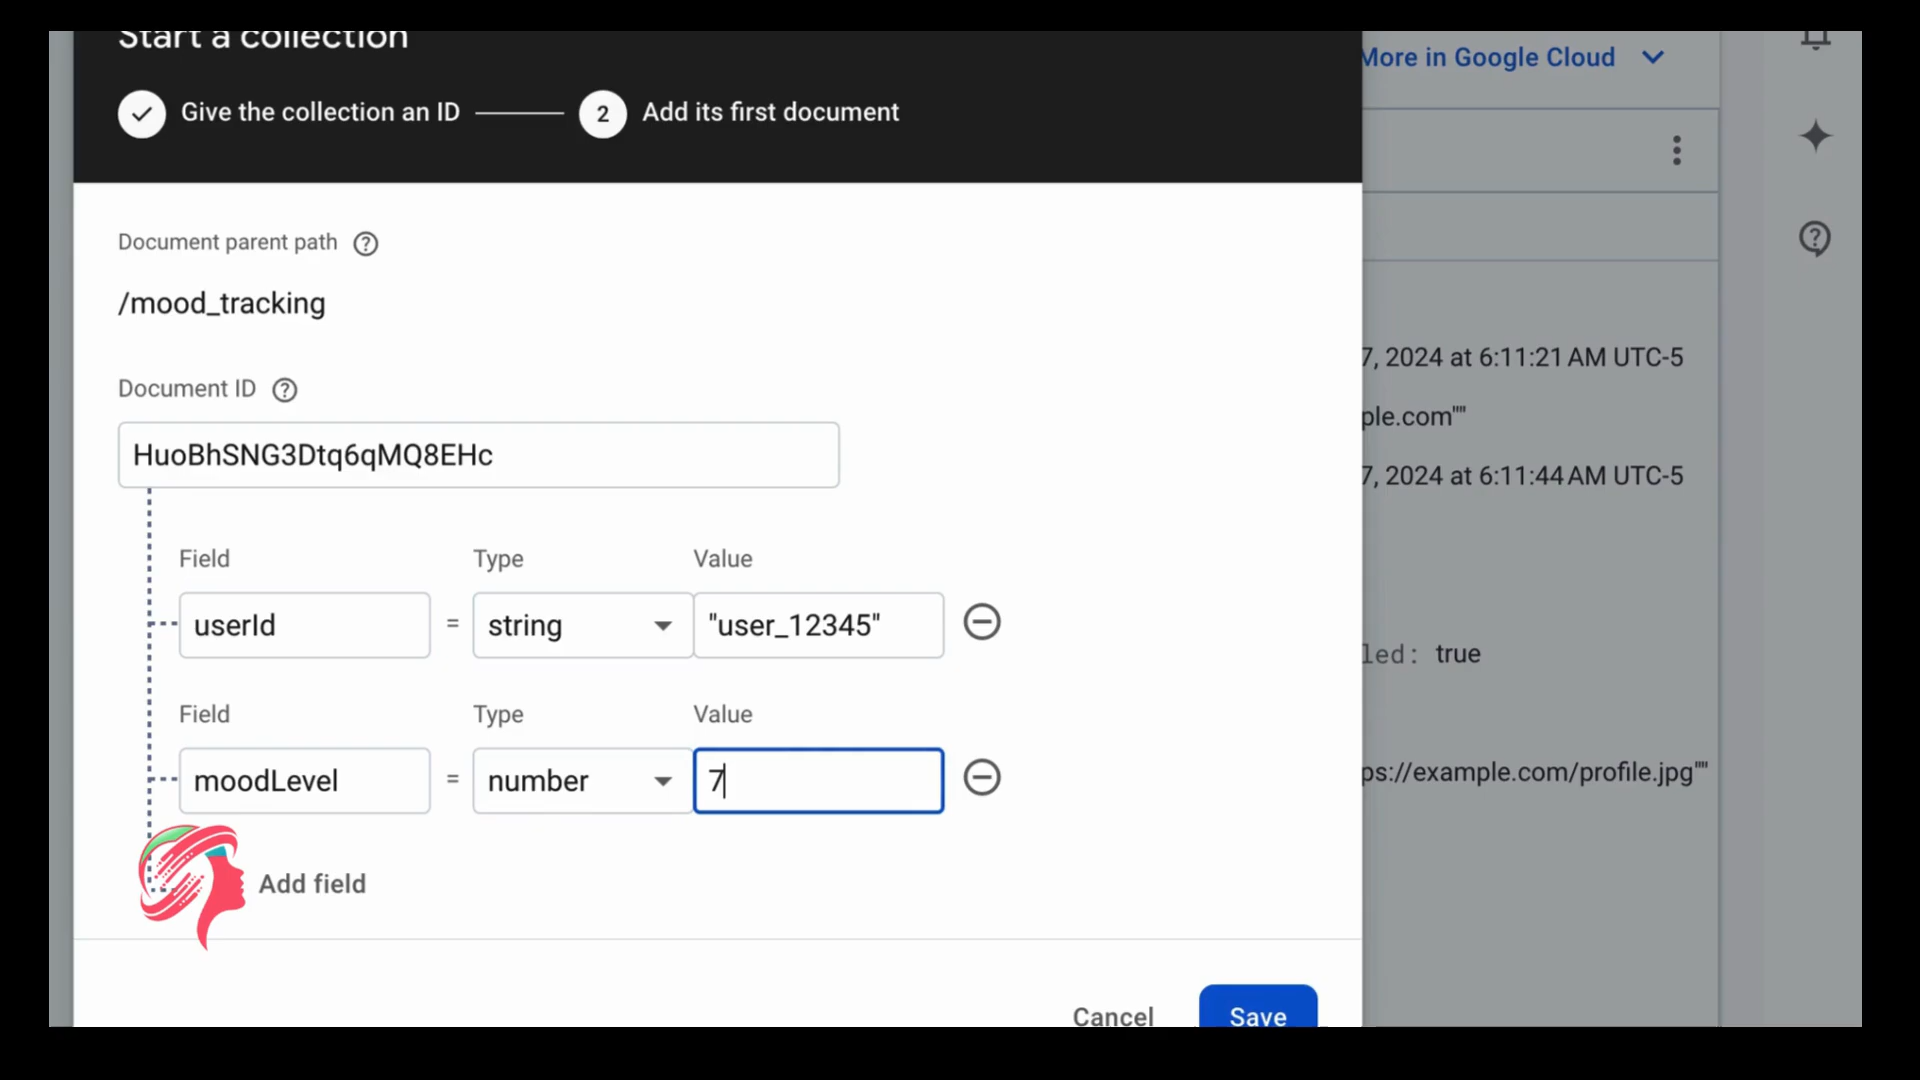 Start a collection
More in Google Cloud
✓ Give the collection an ID 2 Add its first document
Document parent path ?
/mood_tracking
Document ID ?
HuoBhSNG3Dtq6qMQ8EHc
Field Type Value
userId = string "user_12345"
Field Type Value
moodLevel = number 7
Add field
Cancel Save
7, 2024 at 6:11:21 AM UTC-5
ple.com""
7, 2024 at 6:11:44 AM UTC-5
led: true
ps://example.com/profile.jpg""